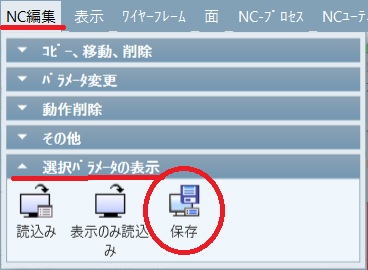 NC編集 表示 ﾜｲﾔｰﾌﾚｰﾑ 面 NC-ﾌﾟﾛｾｽ NCﾕｰﾃ
ｺﾋﾟｰ、移動、削除
ﾊﾟﾗﾒｰﾀ変更
動作削除
その他
選択ﾊﾟﾗﾒｰﾀの表示
読込み 表示のみ読込み 保存